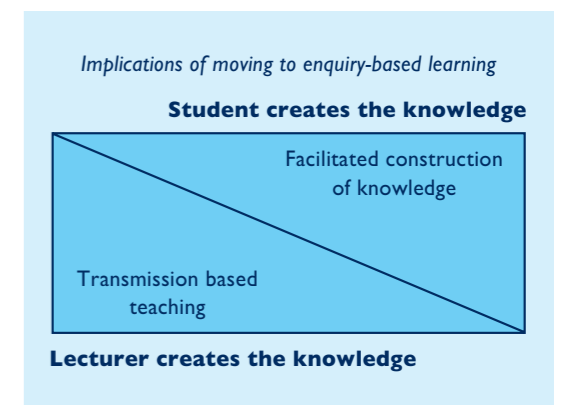 Implications of moving to enquiry-based learning
Student creates the knowledge
Facilitated construction
of knowledge
Transmission based
teaching
Lecturer creates the knowledge